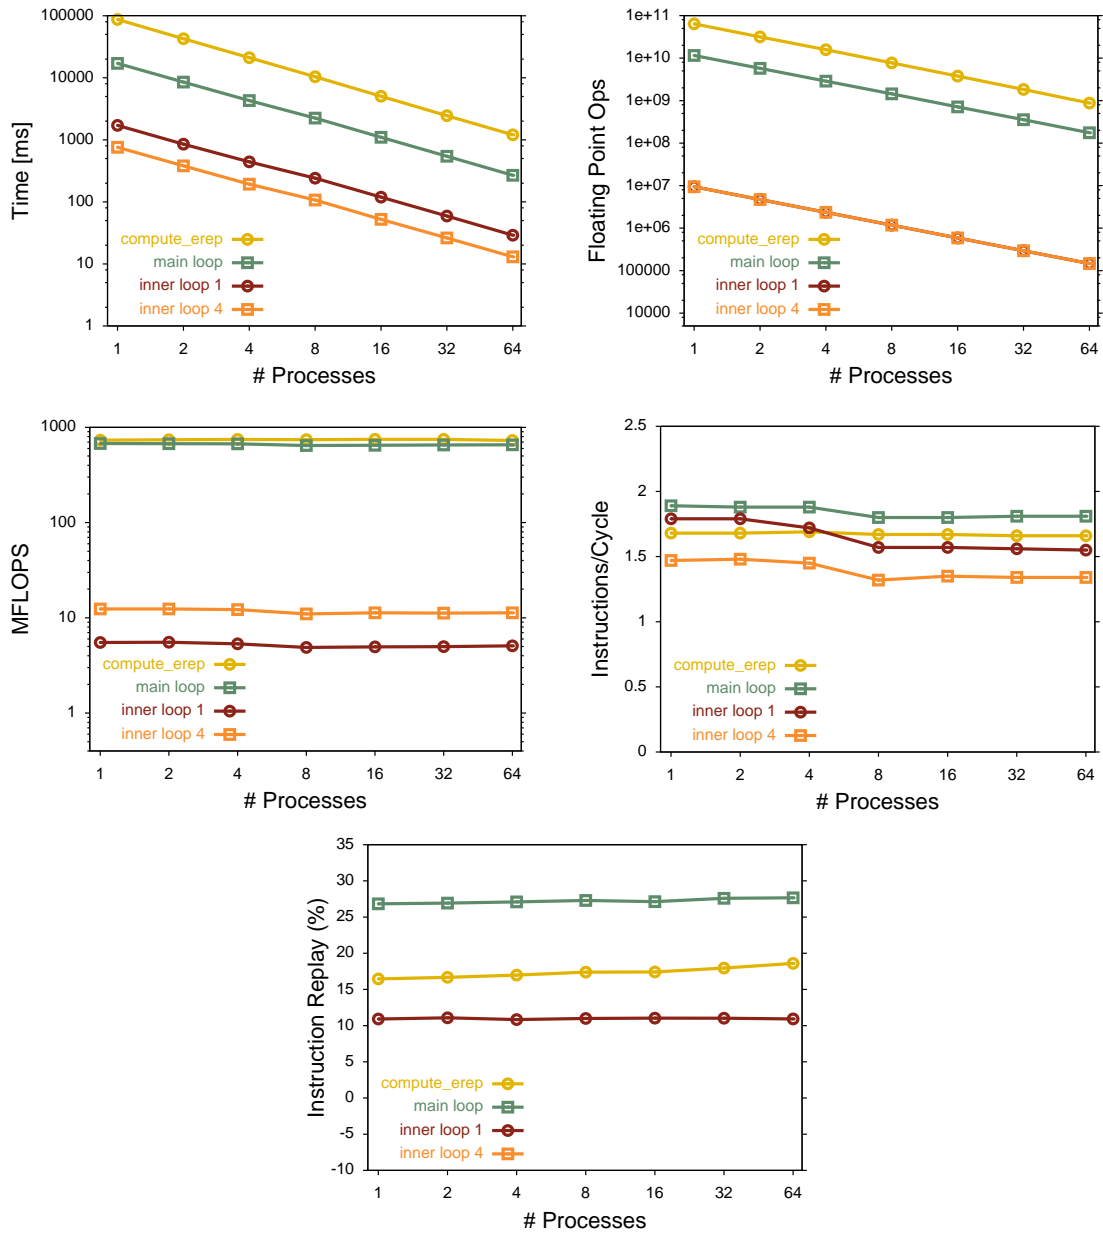 100000
10000
1000
100
10
1
Time [ms]
compute_erep
main loop
inner loop 1
inner loop 4
1 2 4 8 16 32 64
# Processes
1e+11
1e+10
1e+09
1e+08
1e+07
1e+06
100000
10000
Floating Point Ops
compute_erep
main loop
inner loop 1
inner loop 4
1 2 4 8 16 32 64
# Processes
1000
100
10
1
MFLOPS
compute_erep
main loop
inner loop 1
inner loop 4
1 2 4 8 16 32 64
# Processes
2.5
2
1.5
1
0.5
0
Instructions/Cycle
compute_erep
main loop
inner loop 1
inner loop 4
1 2 4 8 16 32 64
# Processes
35
30
25
20
15
10
5
0
-5
-10
Instruction Replay (%)
compute_erep
main loop
inner loop 1
inner loop 4
1 2 4 8 16 32 64
# Processes